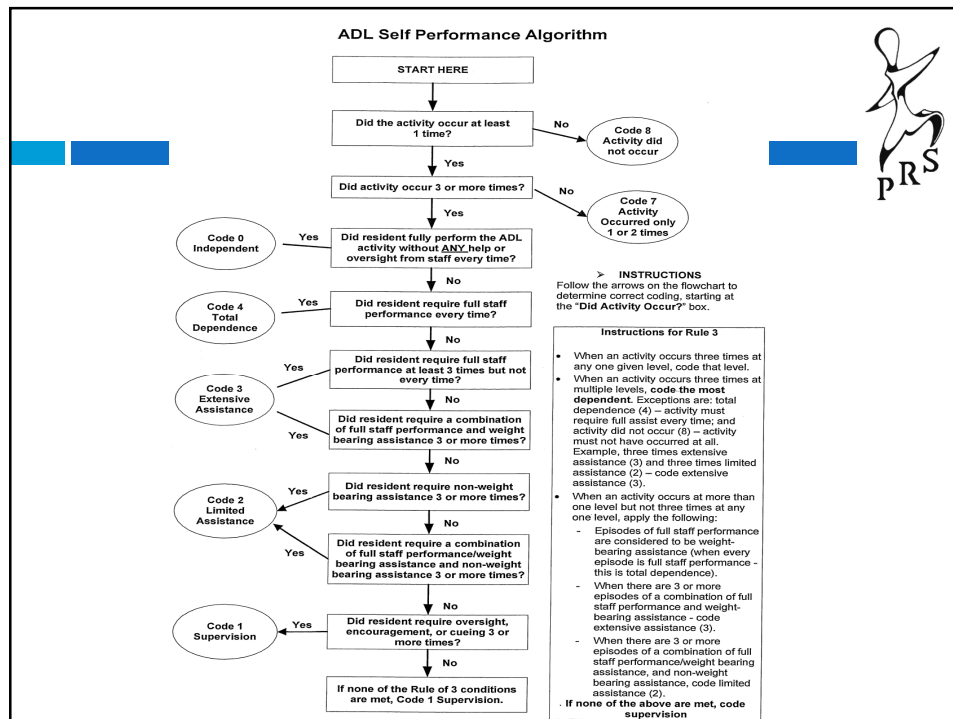 ADL Self Performance Algorithm
START HERE
Did the activity occur at least
1 time?
No
Code 8
Activity did
not occur
Yes
Did activity occur 3 or more times?
No
Code 7
Activity
Occurred only
1 or 2 times
Yes
Code 0
Independent
Yes
Did resident fully perform the ADL
activity without ANY help or
oversight from staff every time?
No
Code 4
Total
Dependence
Yes
Did resident require full staff
performance every time?
No
Code 3
Extensive
Assistance
Yes
Did resident require full staff
performance at least 3 times but not
every time?
No
Yes
Did resident require a combination
of full staff performance and weight
bearing assistance 3 or more times?
No
Code 2
Limited
Assistance
Yes
Did resident require non-weight
bearing assistance 3 or more times?
No
Yes
Did resident require a combination
of full staff performance/weight
bearing assistance and non-weight
bearing assistance 3 or more times?
No
Code 1
Supervision
Yes
Did resident require oversight,
encouragement, or cueing 3 or
more times?
No
If none of the Rule of 3 conditions
are met, Code 1 Supervision.
PRS
➢ INSTRUCTIONS
Follow the arrows on the flowchart to
determine correct coding, starting at
the “Did Activity Occur?” box.
Instructions for Rule 3
• When an activity occurs three times at
any one given level, code that level.
• When an activity occurs three times at
multiple levels, code the most
dependent. Exceptions are: total
dependence (4) – activity must
require full assist every time; and
activity did not occur (8) – activity
must not have occurred at all.
Example, three times extensive
assistance (3) and three times limited
assistance (2) – code extensive
assistance (3).
• When an activity occurs at more than
one level but not three times at any
one level, apply the following:
- Episodes of full staff performance
are considered to be weight-
bearing assistance (when every
episode is full staff performance -
this is total dependence).
- When there are 3 or more
episodes of a combination of full
staff performance and weight-
bearing assistance - code
extensive assistance (3).
- When there are 3 or more
episodes of a combination of full
staff performance/weight bearing
assistance, and non-weight
bearing assistance, code limited
assistance (2).
. If none of the above are met, code
supervision